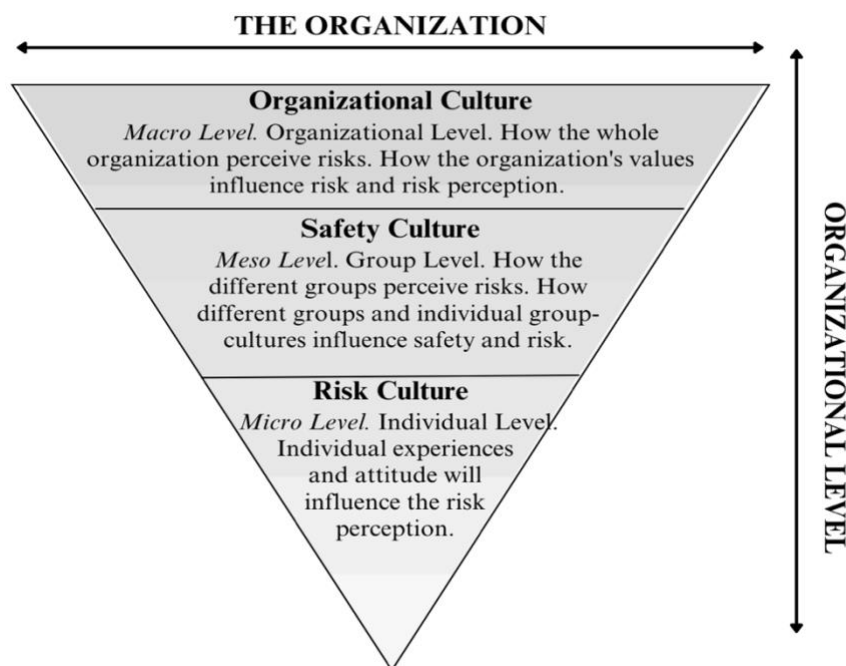 THE ORGANIZATION
Organizational Culture
Macro Level. Organizational Level. How the whole
organization perceive risks. How the organization's values
influence risk and risk perception.
Safety Culture
Meso Level. Group Level. How the
different groups perceive risks. How
different groups and individual group-
cultures influence safety and risk.
Risk Culture
Micro Level. Individual Level.
Individual experiences
and attitude will
influence the risk
perception.
ORGANIZATIONAL LEVEL